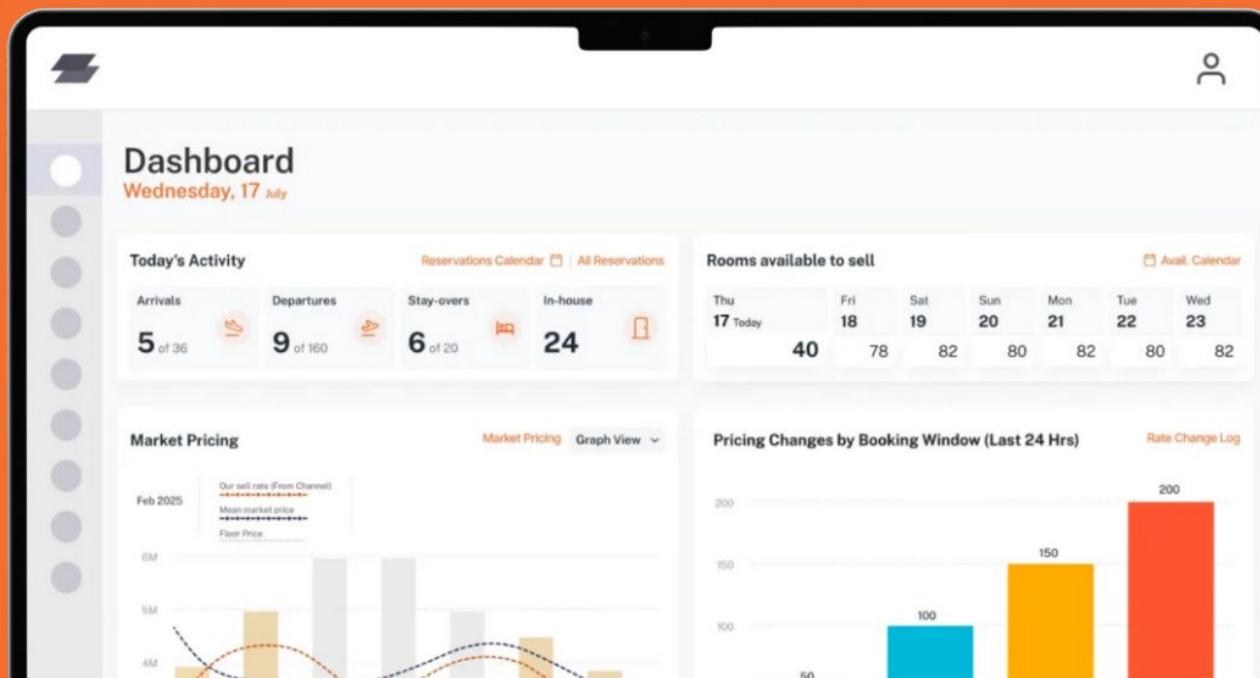 Dashboard
Wednesday, 17 July
Today's Activity
Reservations Calendar | All Reservations
Arrivals
5 of 36
Departures
9 of 160
Stay-overs
6 of 20
In-house
24
Rooms available to sell
Avail. Calendar
Thu Fri Sat Sun Mon Tue Wed
17 Today 18 19 20 21 22 23
40 78 82 80 82 80 82
Market Pricing
Market Pricing Graph View
Feb 2025
Our sell rate (From Channel)
Mean market price
Floor Price
6M
5M
4M
Pricing Changes by Booking Window (Last 24 Hrs)
Rate Change Log
200
150
100
200
150
100
50